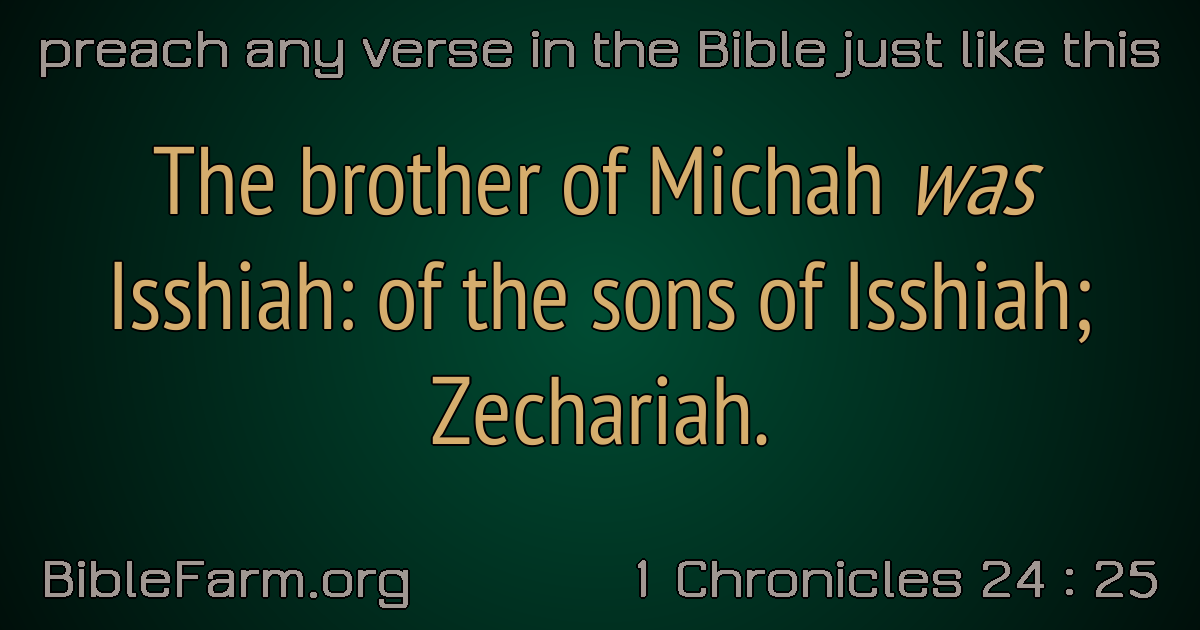 preach any verse in the Bible just like this
The brother of Michah was
Isshiah: of the sons of Isshiah;
Zechariah.
BibleFarm.org
1 Chronicles 24 : 25